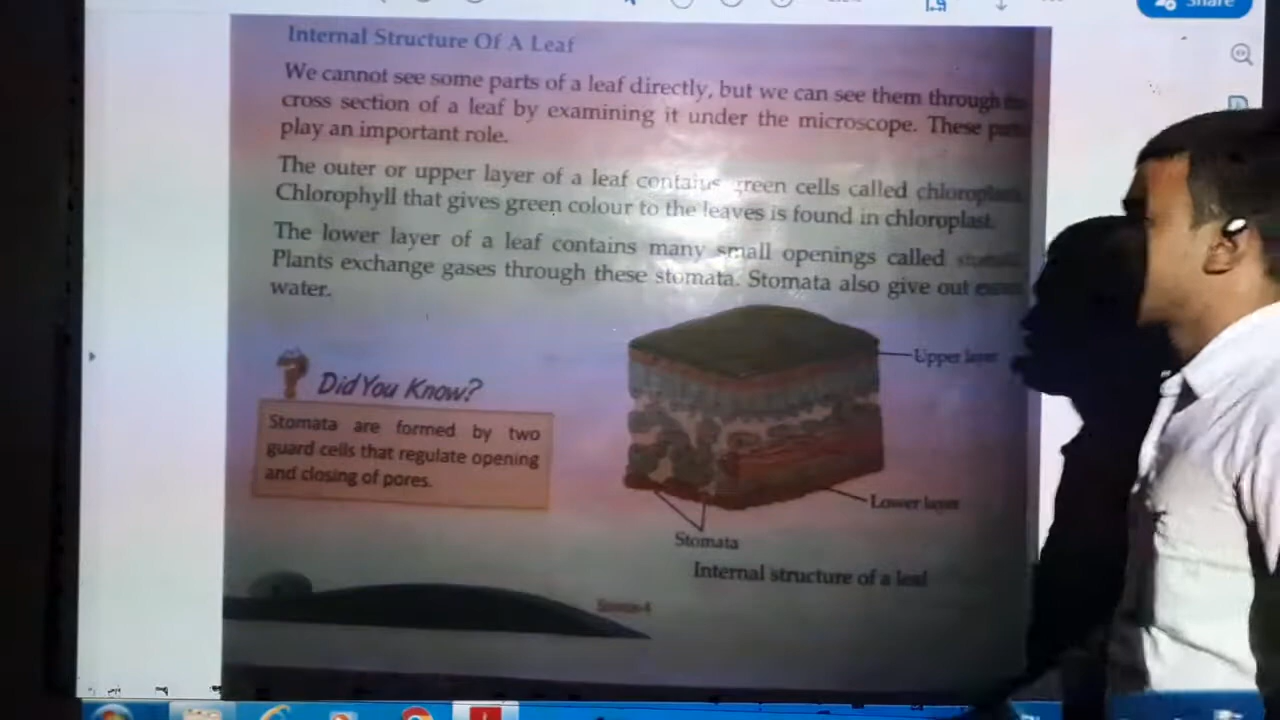 Share
Internal Structure Of A Leaf
We cannot see some parts of a leaf directly, but we can see them through
cross section of a leaf by examining it under the microscope. These
play an important role.
The outer or upper layer of a leaf contains green cells called
Chlorophyll that gives green colour to the leaves is found in chloroplast.
The lower layer of a leaf contains many small openings called
Plants exchange gases through these stomata. Stomata also give out
water.
Did You Know?
Stomata are formed by two
guard cells that regulate opening
and closing of pores.
Upper layer
Lower layer
Stomata
Internal structure of a leaf